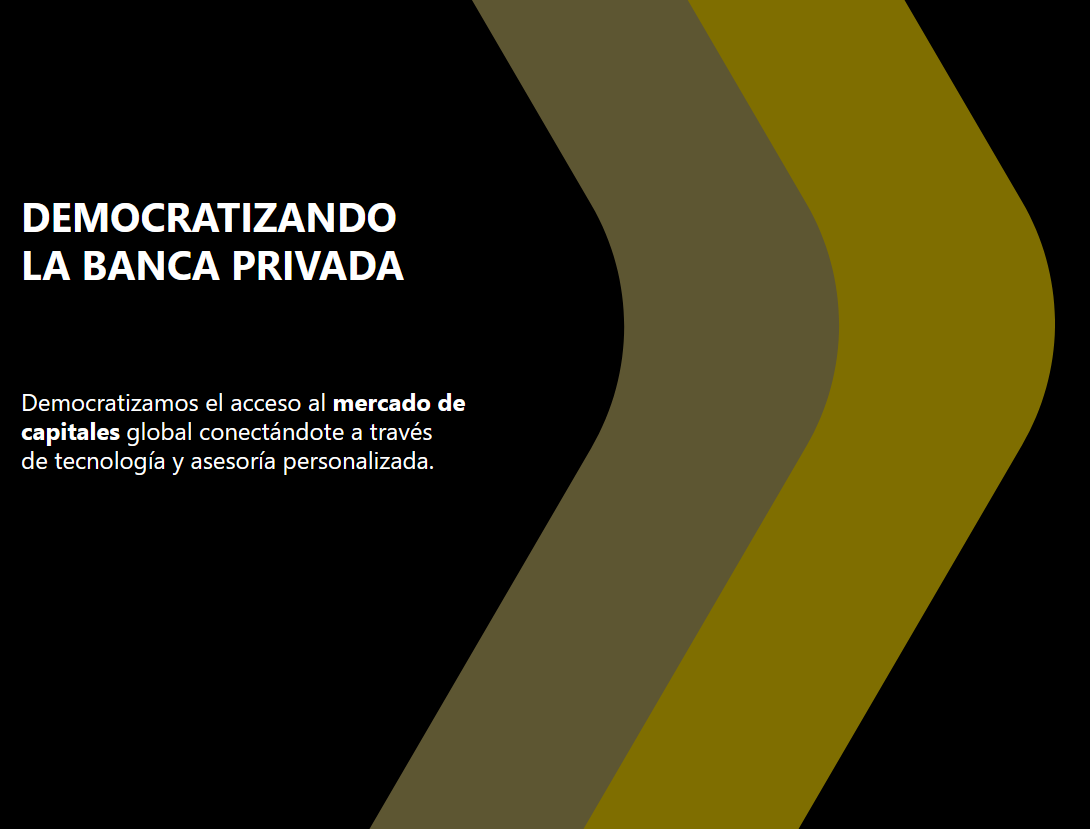 DEMOCRATIZANDO
LA BANCA PRIVADA
Democratizamos el acceso al mercado de
capitales global conectándote a través
de tecnología y asesoría personalizada.